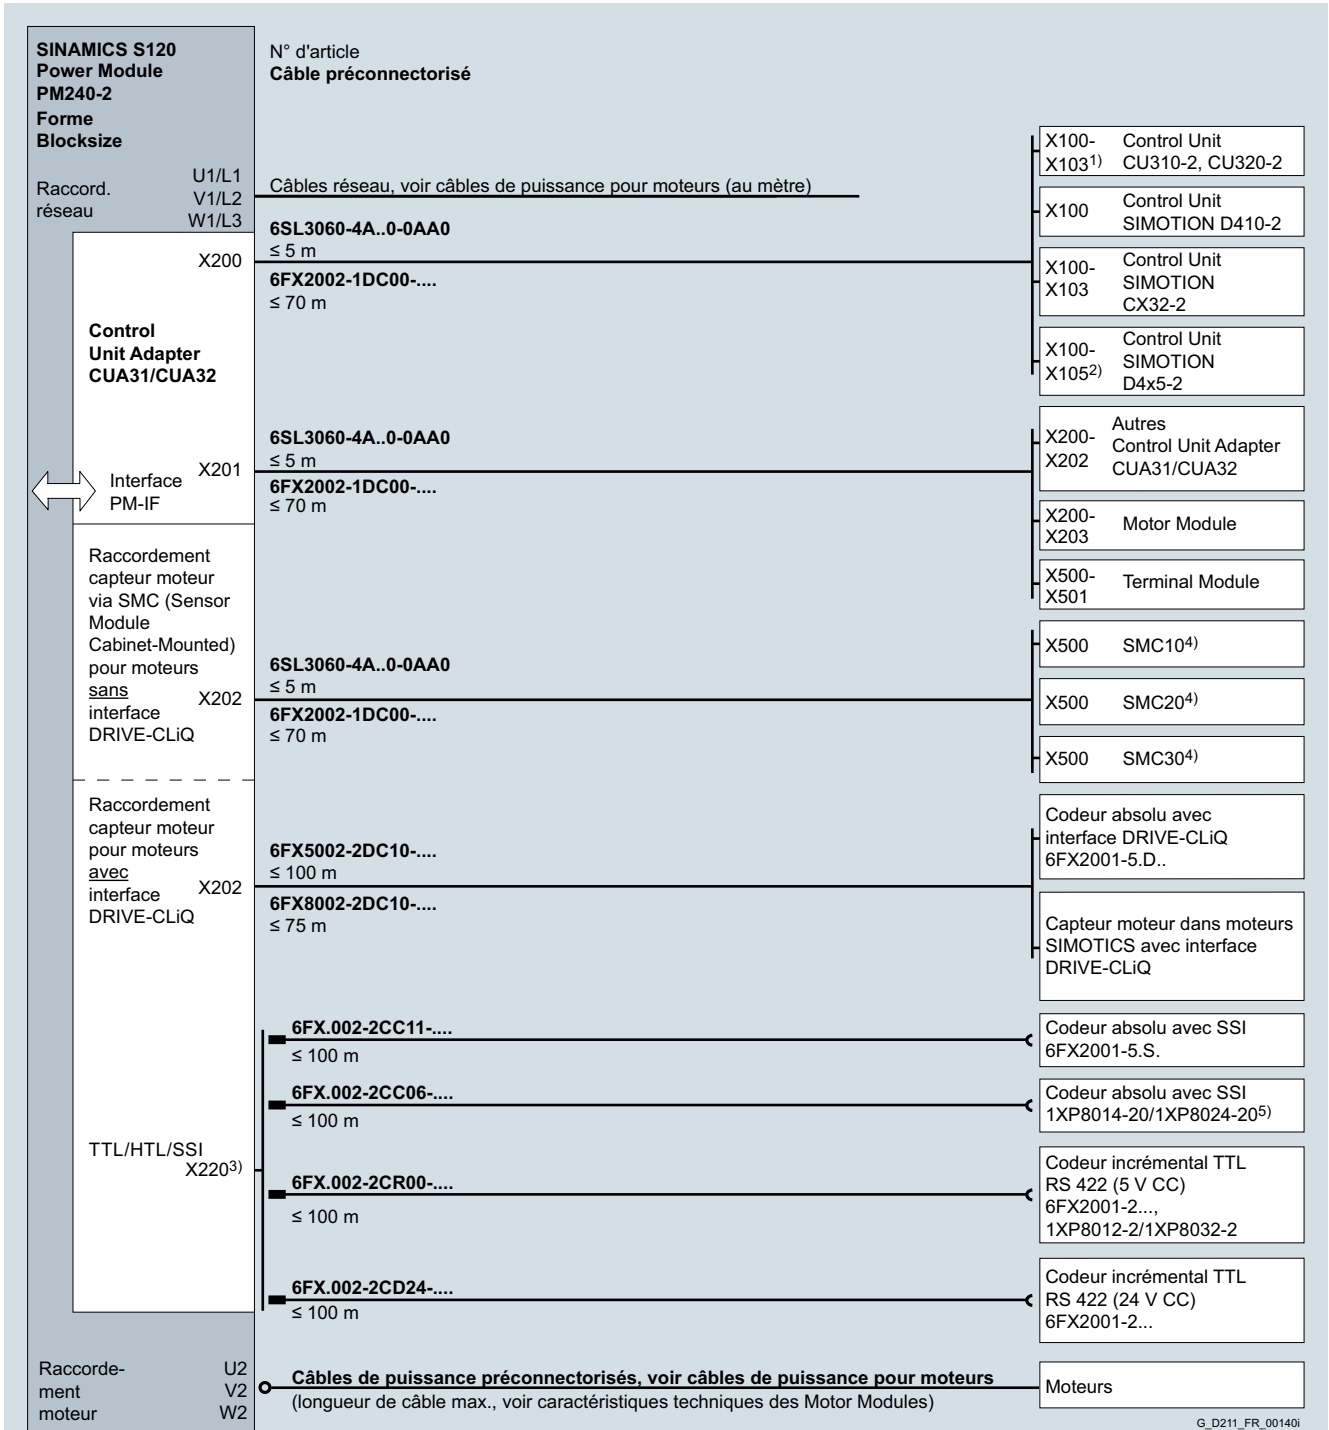 SINAMICS S120
Power Module
PM240-2
Forme
Blocksize
N° d'article
Câble préconnectorisé
Raccord.
réseau
U1/L1
V1/L2
W1/L3
Câbles réseau, voir câbles de puissance pour moteurs (au mètre)
X100-
X103¹⁾
Control Unit
CU310-2, CU320-2
X100
Control Unit
SIMOTION D410-2
X100-
X103
Control Unit
SIMOTION
CX32-2
X100-
X105²⁾
Control Unit
SIMOTION
D4x5-2
X200
6SL3060-4A..0-0AA0
≤ 5 m
6FX2002-1DC00-....
≤ 70 m
Control
Unit Adapter
CUA31/CUA32
Interface
PM-IF
X201
6SL3060-4A..0-0AA0
≤ 5 m
6FX2002-1DC00-....
≤ 70 m
X200-
X202
Autres
Control Unit Adapter
CUA31/CUA32
X200-
X203
Motor Module
X500-
X501
Terminal Module
Raccordement
capteur moteur
via SMC (Sensor
Module
Cabinet-Mounted)
pour moteurs
sans
interface
DRIVE-CLiQ
X202
6SL3060-4A..0-0AA0
≤ 5 m
6FX2002-1DC00-....
≤ 70 m
X500
SMC10⁴⁾
X500
SMC20⁴⁾
X500
SMC30⁴⁾
Raccordement
capteur moteur
pour moteurs
avec
interface
DRIVE-CLiQ
X202
6FX5002-2DC10-....
≤ 100 m
6FX8002-2DC10-....
≤ 75 m
Codeur absolu avec
interface DRIVE-CLiQ
6FX2001-5.D..
Capteur moteur dans moteurs
SIMOTICS avec interface
DRIVE-CLiQ
TTL/HTL/SSI
X220³⁾
6FX.002-2CC11-....
≤ 100 m
Codeur absolu avec SSI
6FX2001-5.S.
6FX.002-2CC06-....
≤ 100 m
Codeur absolu avec SSI
1XP8014-20/1XP8024-20⁵⁾
6FX.002-2CR00-....
≤ 100 m
Codeur incrémental TTL
RS 422 (5 V CC)
6FX2001-2...,
1XP8012-2/1XP8032-2
6FX.002-2CD24-....
≤ 100 m
Codeur incrémental TTL
RS 422 (24 V CC)
6FX2001-2...
Raccorde-
ment
moteur
U2
V2
W2
Câbles de puissance préconnectorisés, voir câbles de puissance pour moteurs
(longueur de câble max., voir caractéristiques techniques des Motor Modules)
Moteurs
G_D211_FR_00140i